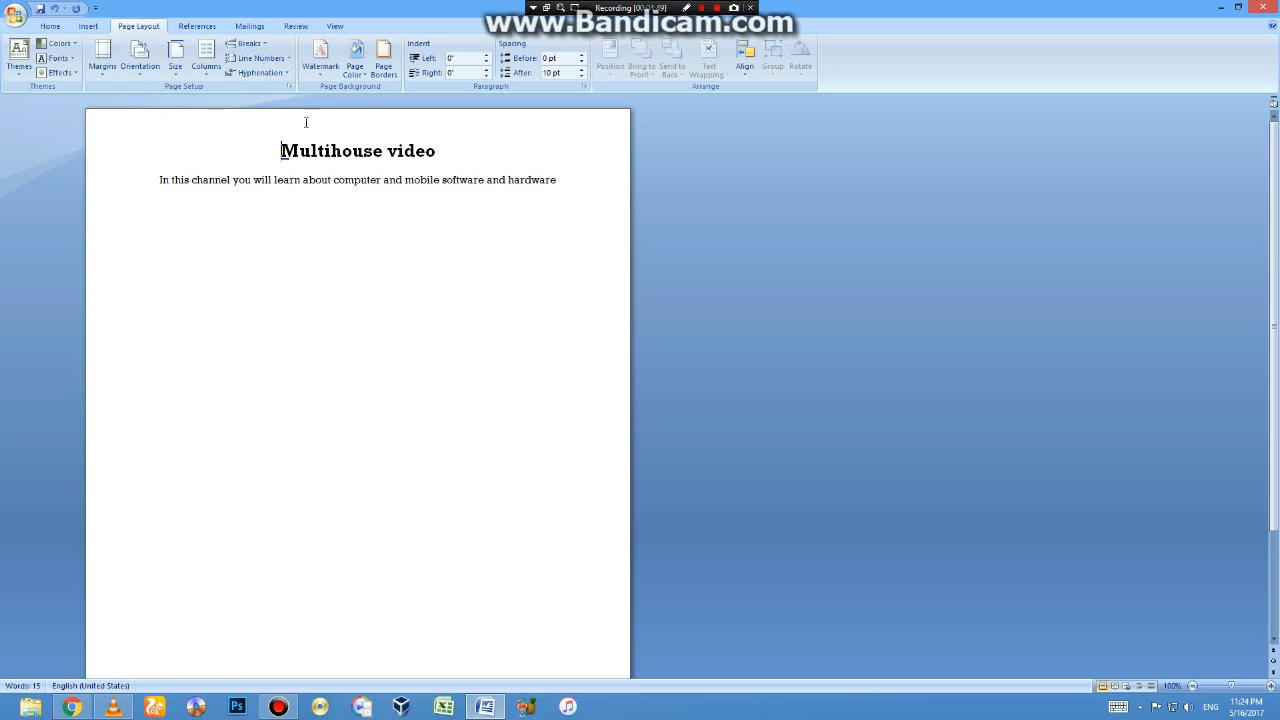 Recording [00:04:49]
www.Bandicam.com
Home Insert Page Layout References Mailings Review View
Themes
Colors
Fonts
Effects
Themes
Margins
Orientation
Size
Columns
Breaks
Line Numbers
Hyphenation
Page Setup
Watermark
Page Color
Page Borders
Page Background
Indent
Left: 0"
Right: 0"
Spacing
Before: 0 pt
After: 10 pt
Paragraph
Position
Bring to Front
Send to Back
Text Wrapping
Align
Group
Rotate
Arrange
Multihouse video
In this channel you will learn about computer and mobile software and hardware
Words: 15 English (United States)
100%
Ps
ENG
11:24 PM
5/16/2017